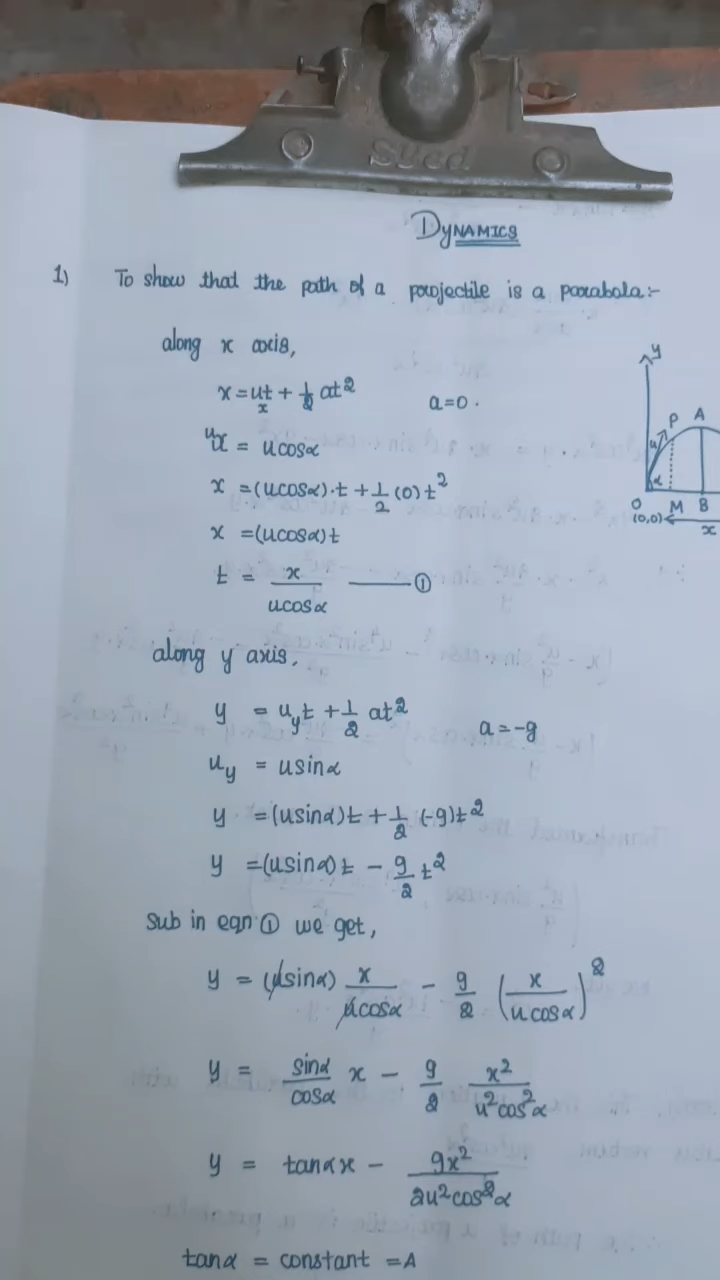 Syed
DYNAMICS
1) To show that the path of a projectile is a parabola:-
along x axis,
x = uₓt + 1/2 at² a=0.
uₓ = ucosα
x = (ucosα).t + 1/2 (0)t²
x = (ucosα)t
t = x/ucosα ——— ①
y
P A
u
α
O M B
(0,0) x
along y axis,
y = u_y t + 1/2 at² a = -g
u_y = usinα
y = (usinα)t + 1/2 (-g)t²
y = (usinα)t - g/2 t²
Sub in eqn ① we get,
y = (usinα) x/ucosα - g/2 (x/ucosα)²
y = sinα/cosα x - g/2 x²/u²cos²α
y = tanαx - gx²/2u²cos²α
tanα = constant = A